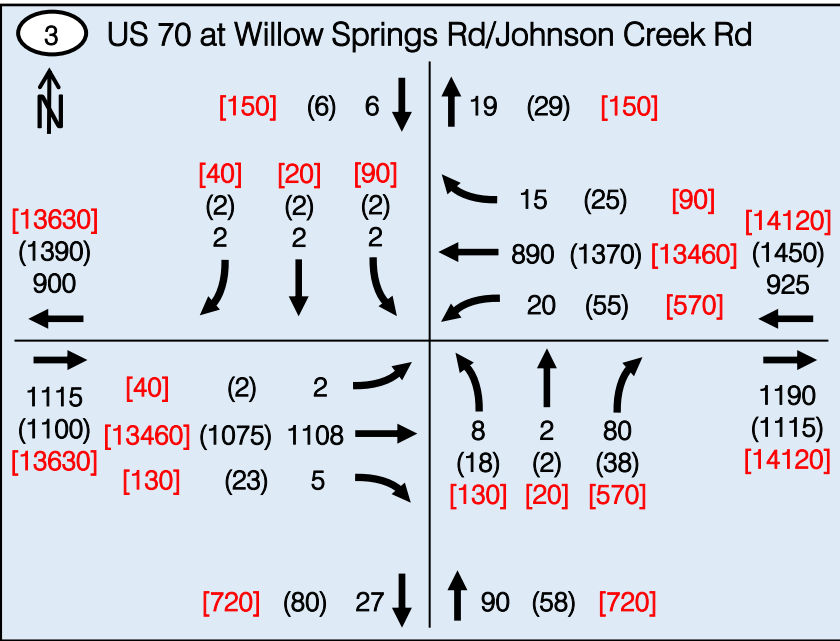 3 US 70 at Willow Springs Rd/Johnson Creek Rd
N
[150] (6) 6
19 (29) [150]
[40] [20] [90]
(2) (2) (2)
2 2 2
[13630]
(1390)
900
15 (25) [90]
890 (1370) [13460]
20 (55) [570]
[14120]
(1450)
925
1115
(1100)
[13630]
[40] (2) 2
[13460] (1075) 1108
[130] (23) 5
8 2 80
(18) (2) (38)
[130] [20] [570]
1190
(1115)
[14120]
[720] (80) 27
90 (58) [720]